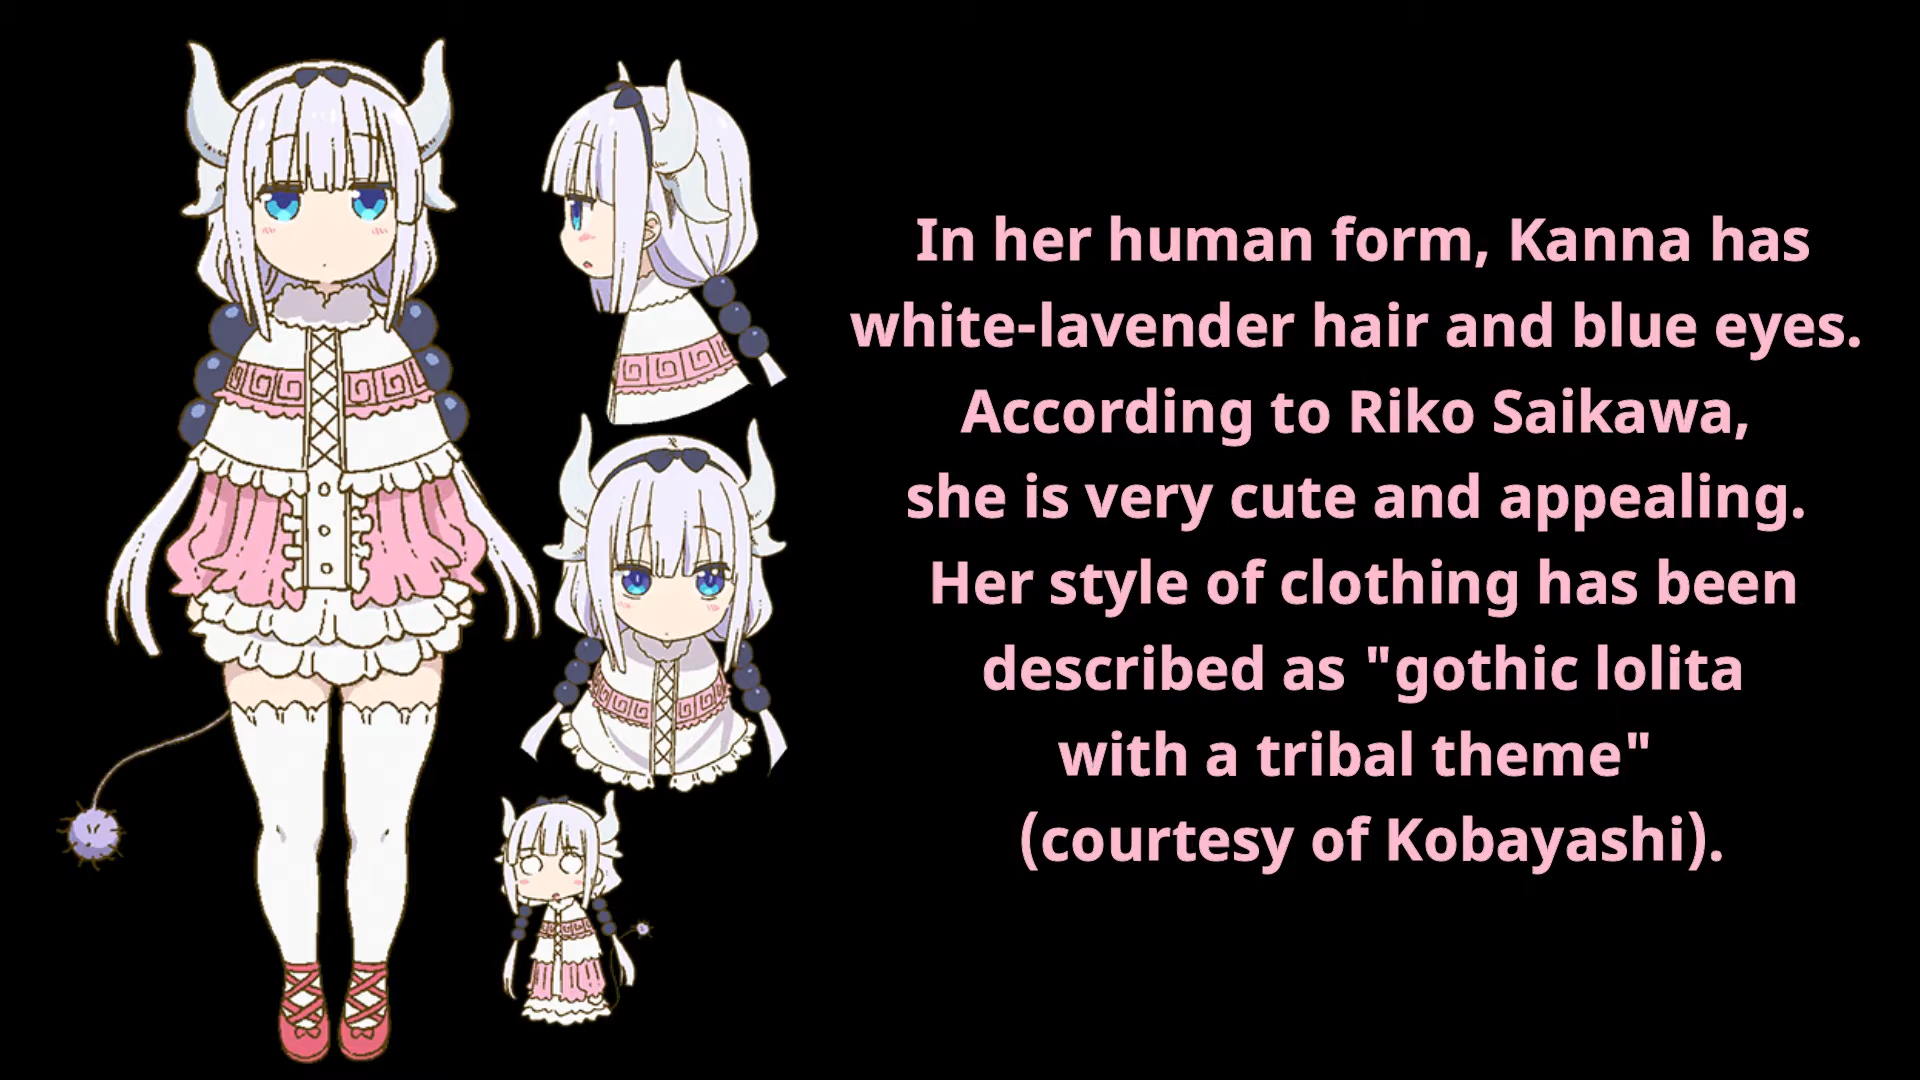 In her human form, Kanna has
white-lavender hair and blue eyes.
According to Riko Saikawa,
she is very cute and appealing.
Her style of clothing has been
described as "gothic lolita
with a tribal theme"
(courtesy of Kobayashi).